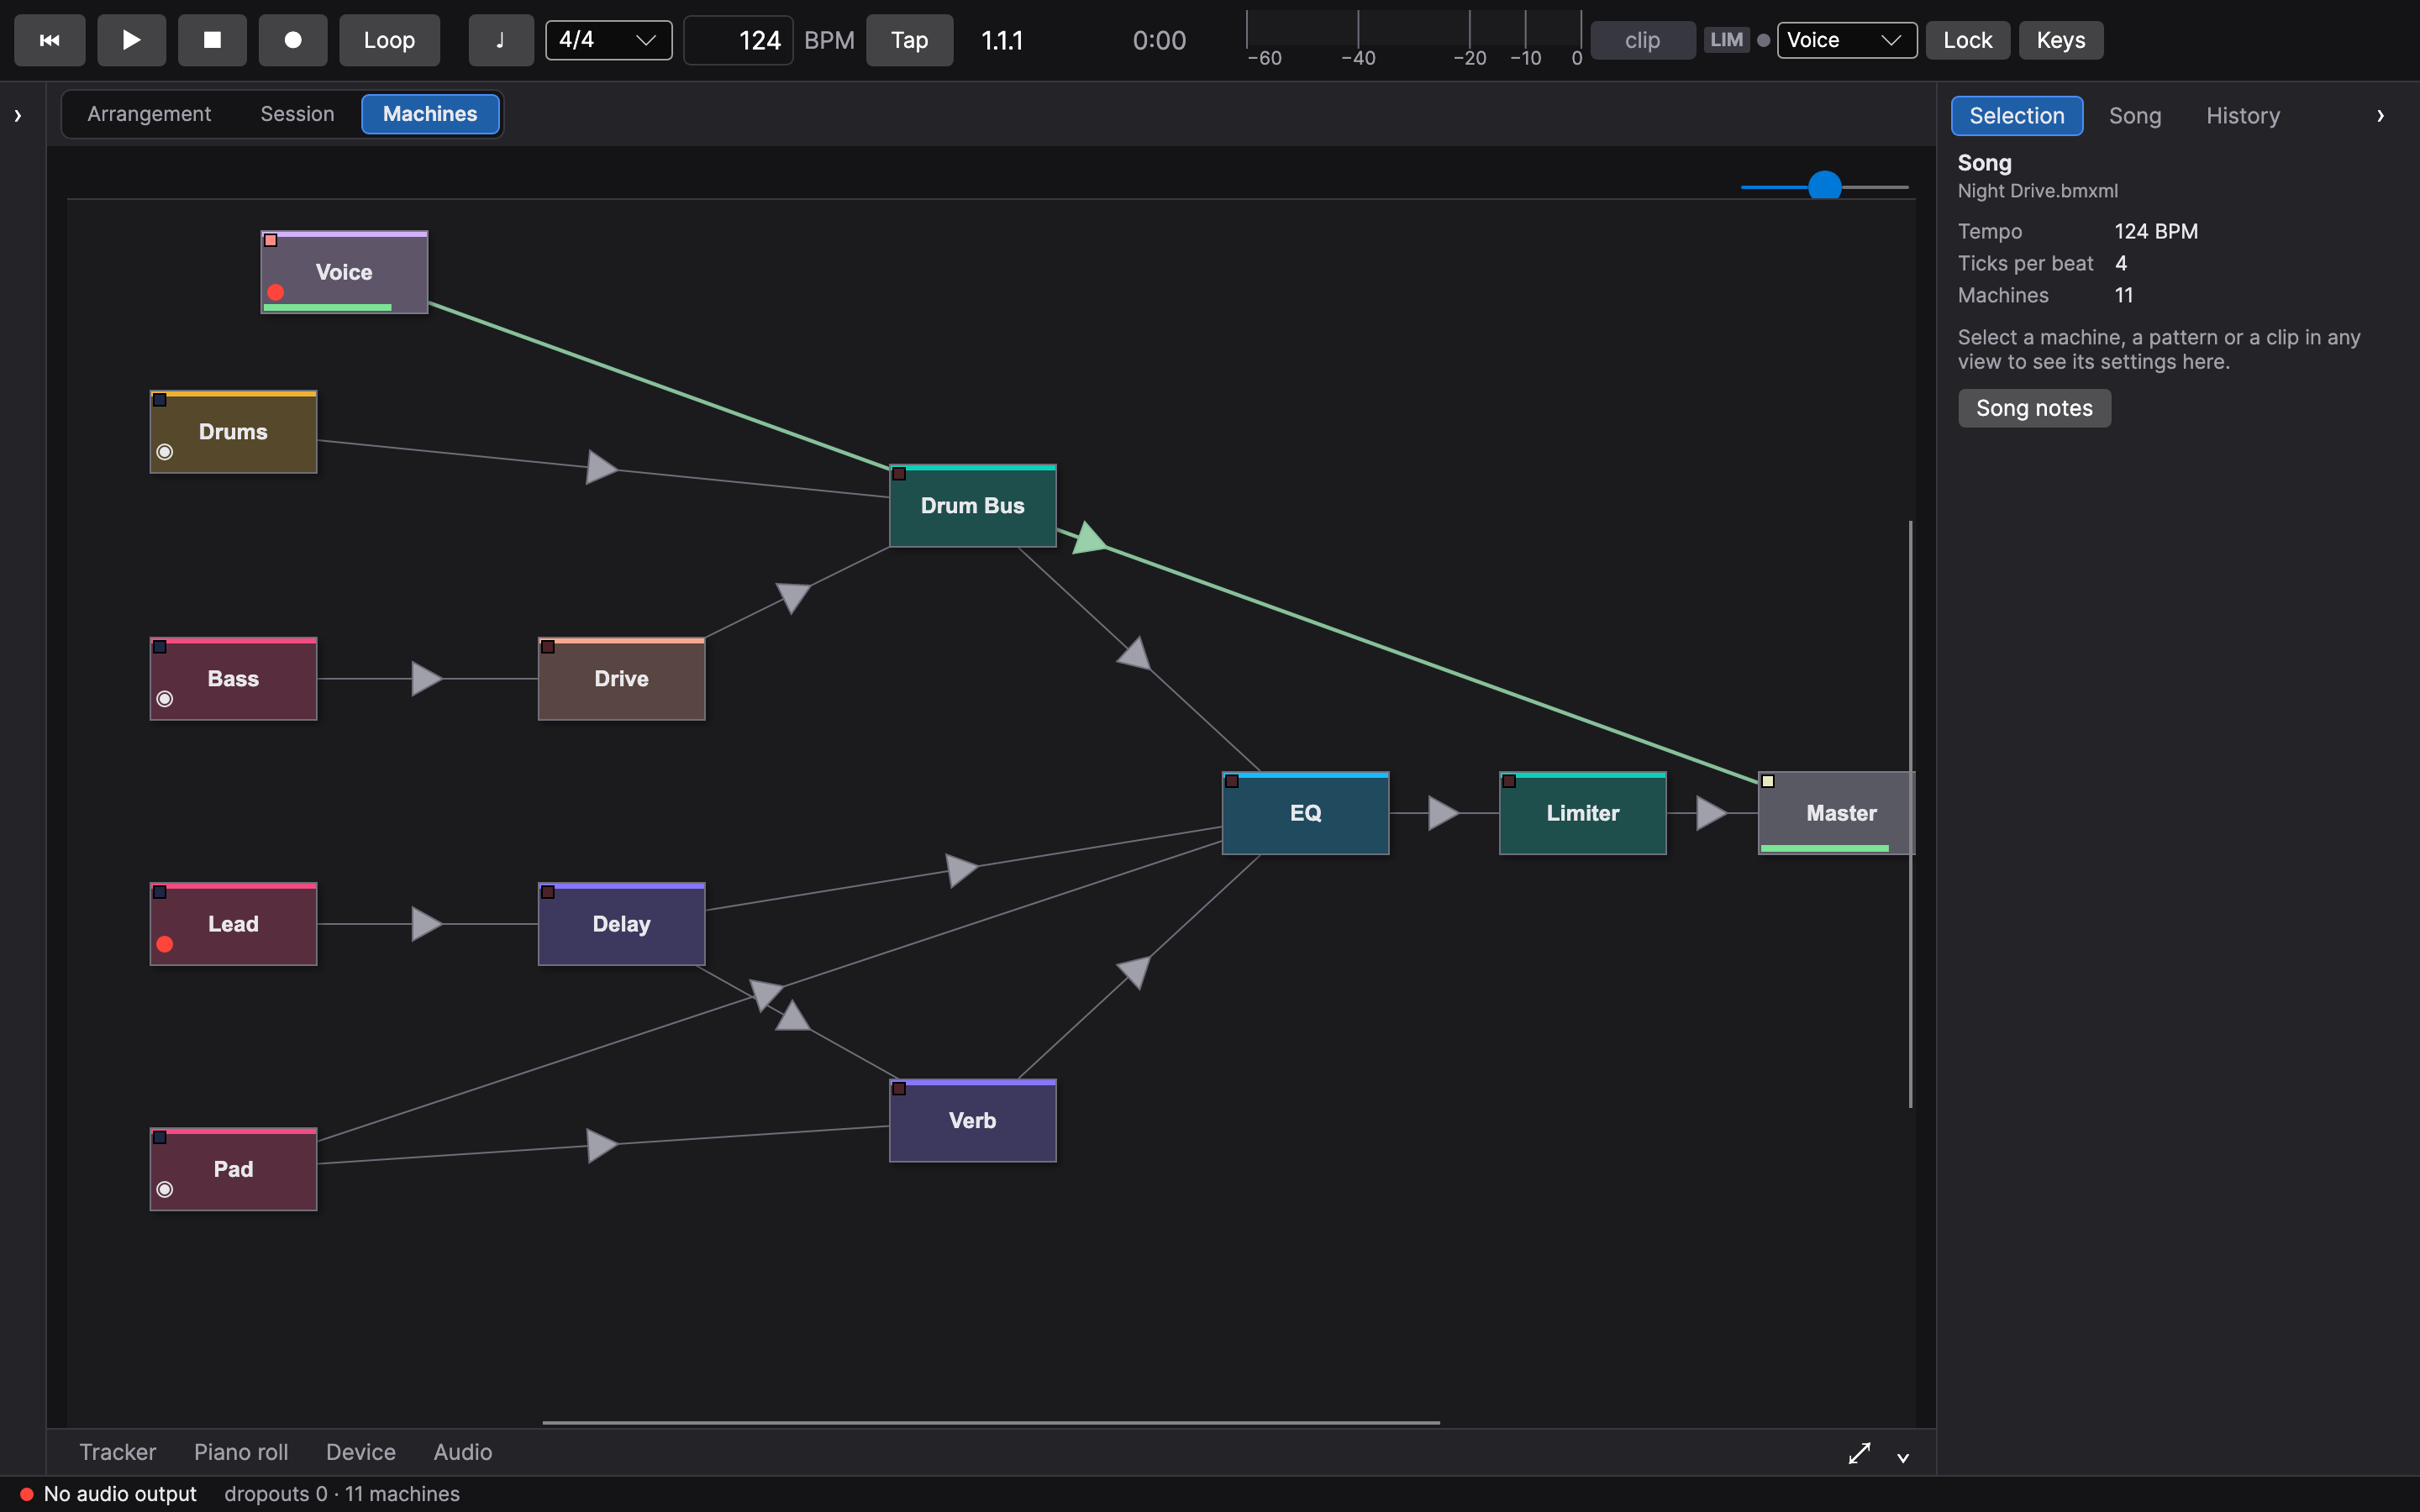 Loop
4/4
124 BPM
Tap
1.1.1
0:00
−60 −40 −20 −10 0
clip
LIM
Voice
Lock
Keys
Arrangement Session Machines
Selection Song History
Song
Night Drive.bmxml
Tempo 124 BPM
Ticks per beat 4
Machines 11
Select a machine, a pattern or a clip in any
view to see its settings here.
Song notes
Voice
Drums
Drum Bus
Bass
Drive
EQ
Limiter
Master
Lead
Delay
Verb
Pad
Tracker Piano roll Device Audio
No audio output dropouts 0 · 11 machines